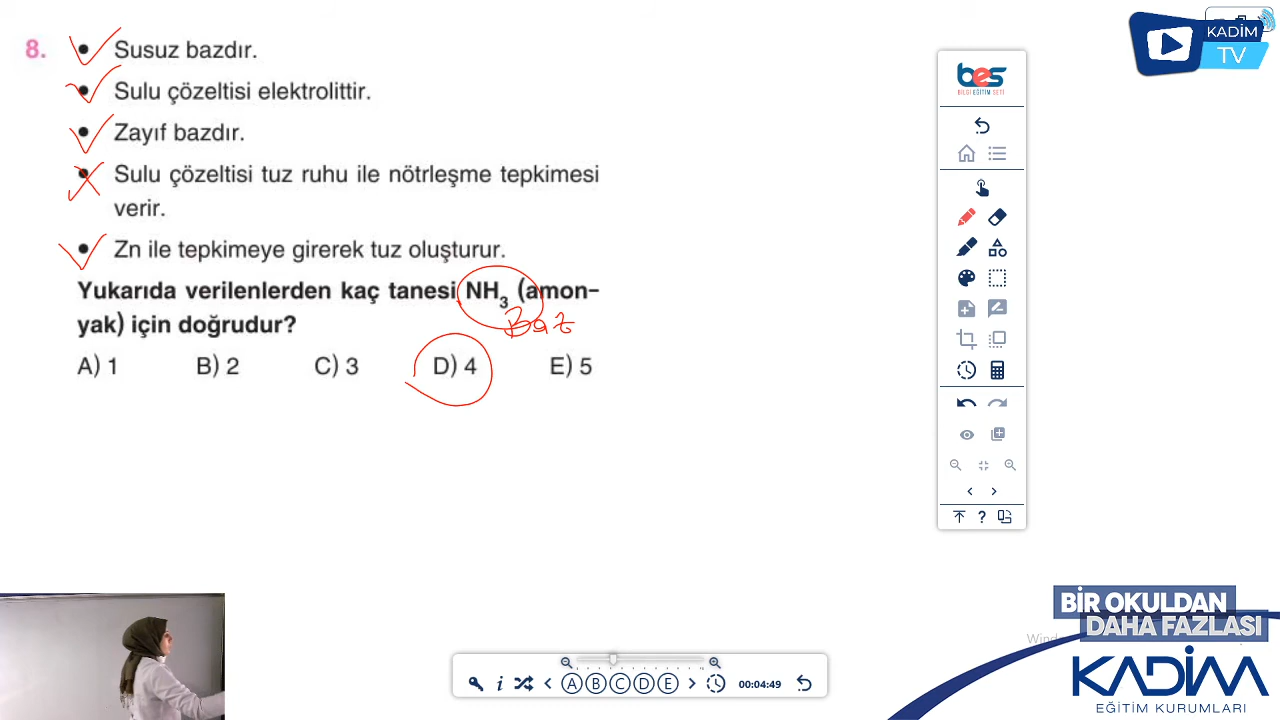 KADİM
TV
8. • Susuz bazdır.
• Sulu çözeltisi elektrolittir.
• Zayıf bazdır.
• Sulu çözeltisi tuz ruhu ile nötrleşme tepkimesi
verir.
• Zn ile tepkimeye girerek tuz oluşturur.
Yukarıda verilenlerden kaç tanesi NH₃ (amon-
yak) için doğrudur?
Baz
A) 1 B) 2 C) 3 D) 4 E) 5
bes
BİLGİ EĞİTİM SETİ
?
BİR OKULDAN
DAHA FAZLASI
KADİM
EĞİTİM KURUMLARI
i A B C D E 00:04:49